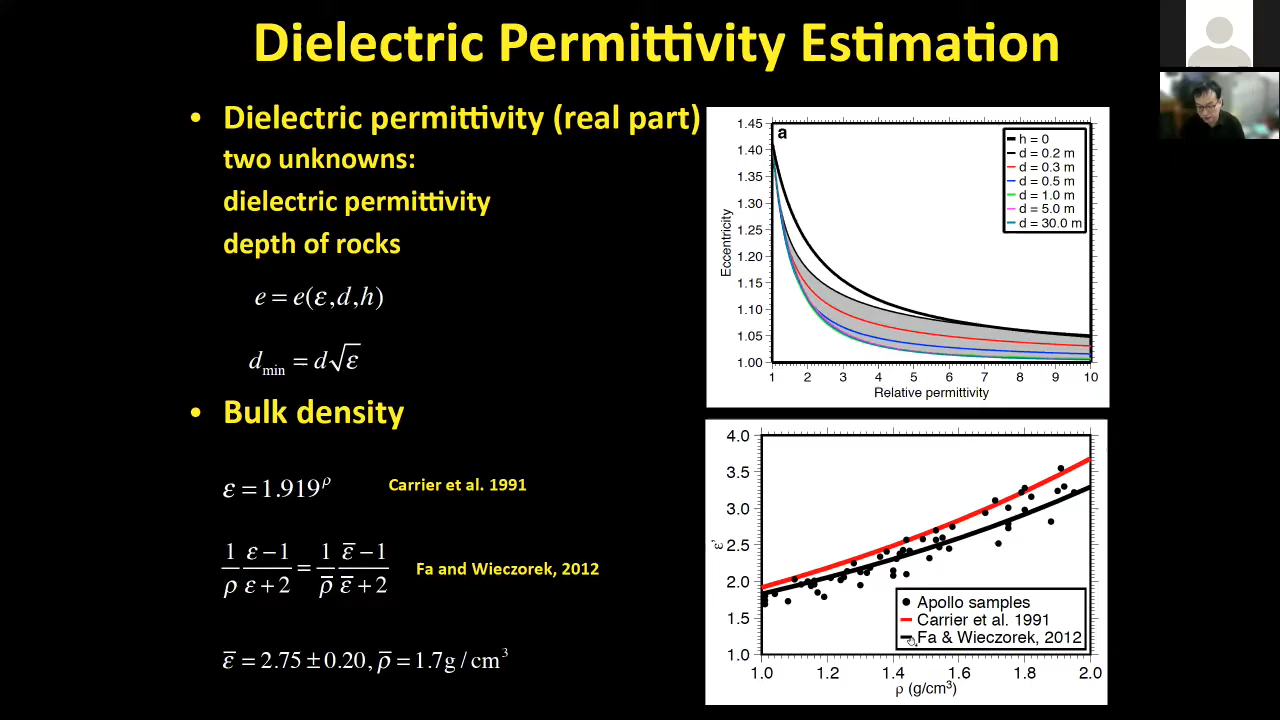 Dielectric Permittivity Estimation
• Dielectric permittivity (real part)
two unknowns:
dielectric permittivity
depth of rocks
e = e(ε,d,h)
d_min = d√ε
• Bulk density
ε = 1.919^ρ
Carrier et al. 1991
1/ρ (ε−1)/(ε+2) = 1/ρ̅ (ε̅−1)/(ε̅+2)
Fa and Wieczorek, 2012
ε̅ = 2.75 ± 0.20, ρ̅ = 1.7g / cm³
a
h = 0
d = 0.2 m
d = 0.3 m
d = 0.5 m
d = 1.0 m
d = 5.0 m
d = 30.0 m
Eccentricity
1.45
1.40
1.35
1.30
1.25
1.20
1.15
1.10
1.05
1.00
1 2 3 4 5 6 7 8 9 10
Relative permittivity
ε'
4.0
3.5
3.0
2.5
2.0
1.5
1.0
Apollo samples
Carrier et al. 1991
Fa & Wieczorek, 2012
1.0 1.2 1.4 1.6 1.8 2.0
ρ (g/cm³)